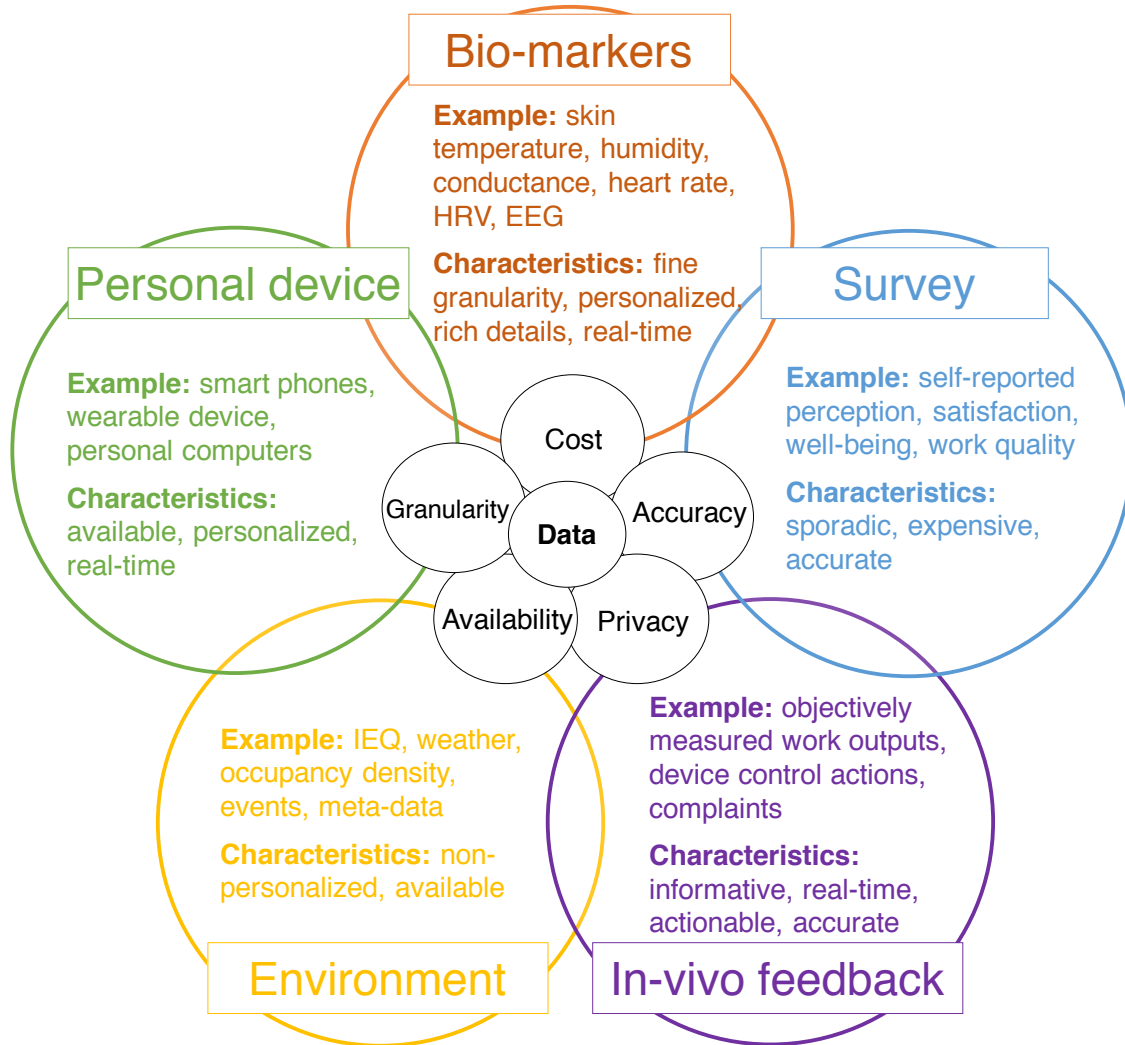 Bio-markers
Example: skin
temperature, humidity,
conductance, heart rate,
HRV, EEG
Characteristics: fine
granularity, personalized,
rich details, real-time
Personal device
Example: smart phones,
wearable device,
personal computers
Characteristics:
available, personalized,
real-time
Survey
Example: self-reported
perception, satisfaction,
well-being, work quality
Characteristics:
sporadic, expensive,
accurate
Cost
Granularity
Accuracy
Data
Availability
Privacy
Example: IEQ, weather,
occupancy density,
events, meta-data
Characteristics: non-
personalized, available
Environment
Example: objectively
measured work outputs,
device control actions,
complaints
Characteristics:
informative, real-time,
actionable, accurate
In-vivo feedback